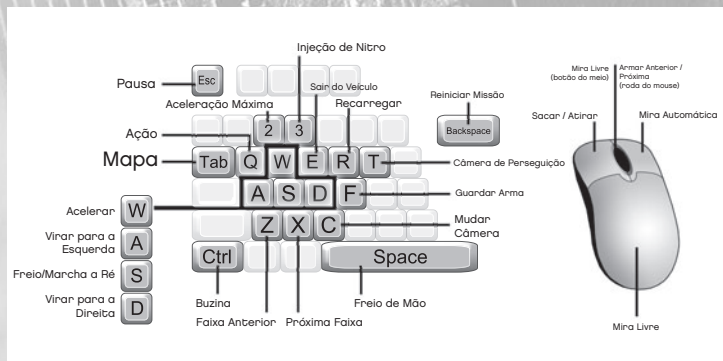 Injeção de Nitro
Pausa
Esc
Sair do Veículo
Aceleração Máxima
Recarregar
Reiniciar Missão
2 3
Backspace
Ação
Mapa
Tab Q W E R T
Câmera de Perseguição
A S D F
Guardar Arma
Z X C
Mudar
Câmera
Ctrl
Space
Buzina
Freio de Mão
Faixa Anterior
Próxima Faixa
Acelerar
W
Virar para a
Esquerda
A
Freio/Marcha a Ré
S
Virar para a
Direita
D
Mira Livre
(botão do meio)
Armar Anterior /
Próxima
(roda do mouse)
Sacar / Atirar
Mira Automática
Mira Livre